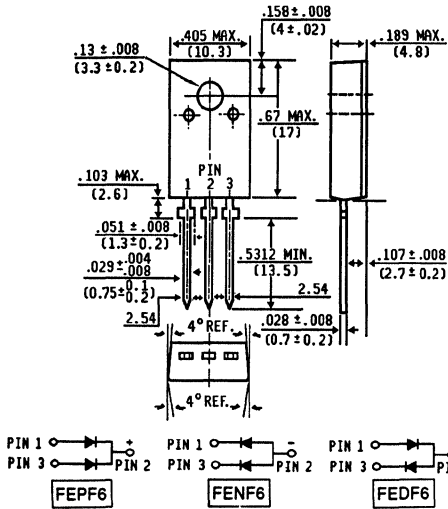 .158±.008
(4±.02)
.405 MAX.
(10.3)
.189 MAX.
(4.8)
.13 ±.008
(3.3 ±0.2)
.67 MAX.
(17)
PIN
1 2 3
.103 MAX.
(2.6)
.051 ±.008
(1.3±0.2)
.5312 MIN.
(13.5)
.029 +.004 -.008
(0.75 ± 0.1 0.2)
.107±.008
(2.7±0.2)
2.54
2.54
4° REF.
.028 ±.008
(0.7±0.2)
4° REF.
PIN 1 + PIN 3 PIN 2
PIN 1 - PIN 3 PIN 2
PIN 1 PIN 3
FEPF6 FENF6 FEDF6